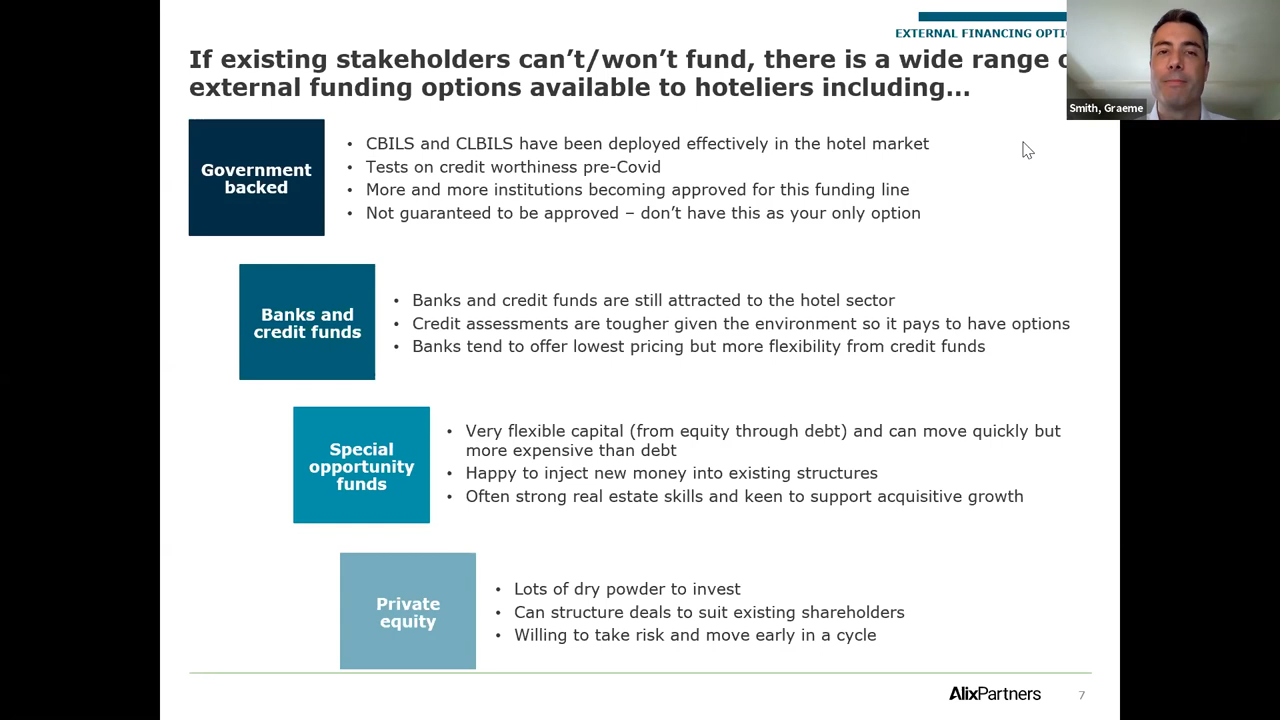 EXTERNAL FINANCING
If existing stakeholders can’t/won’t fund, there is a wide range
external funding options available to hoteliers including…
Smith, Graeme
Government
backed
• CBILS and CLBILS have been deployed effectively in the hotel market
• Tests on credit worthiness pre-Covid
• More and more institutions becoming approved for this funding line
• Not guaranteed to be approved – don’t have this as your only option
Banks and
credit funds
• Banks and credit funds are still attracted to the hotel sector
• Credit assessments are tougher given the environment so it pays to have options
• Banks tend to offer lowest pricing but more flexibility from credit funds
Special
opportunity
funds
• Very flexible capital (from equity through debt) and can move quickly but
more expensive than debt
• Happy to inject new money into existing structures
• Often strong real estate skills and keen to support acquisitive growth
Private
equity
• Lots of dry powder to invest
• Can structure deals to suit existing shareholders
• Willing to take risk and move early in a cycle
AlixPartners
7